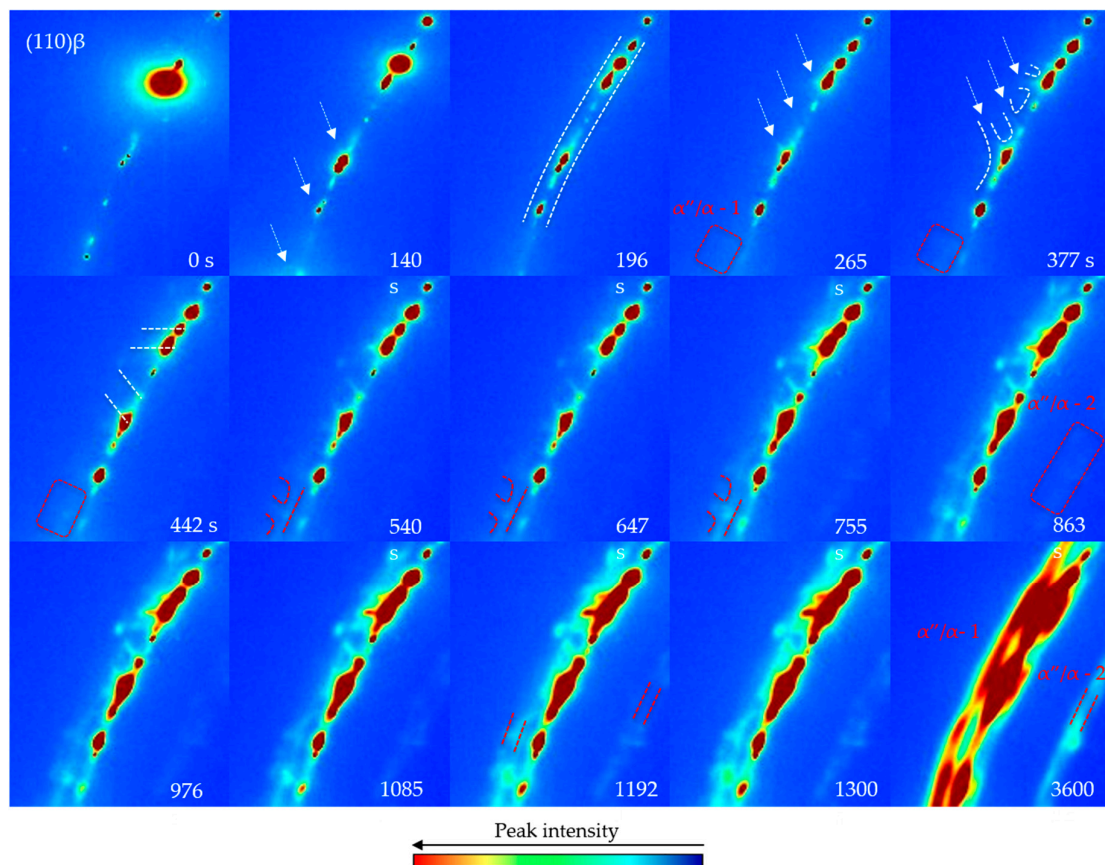 (110)β
0 s
140
s
196
s
α″/α - 1
265
s
377 s
442 s
540
s
647
s
755
s
α″/α - 2
863
s
976
1085
1192
1300
α″/α- 1
α″/α - 2
3600
Peak intensity